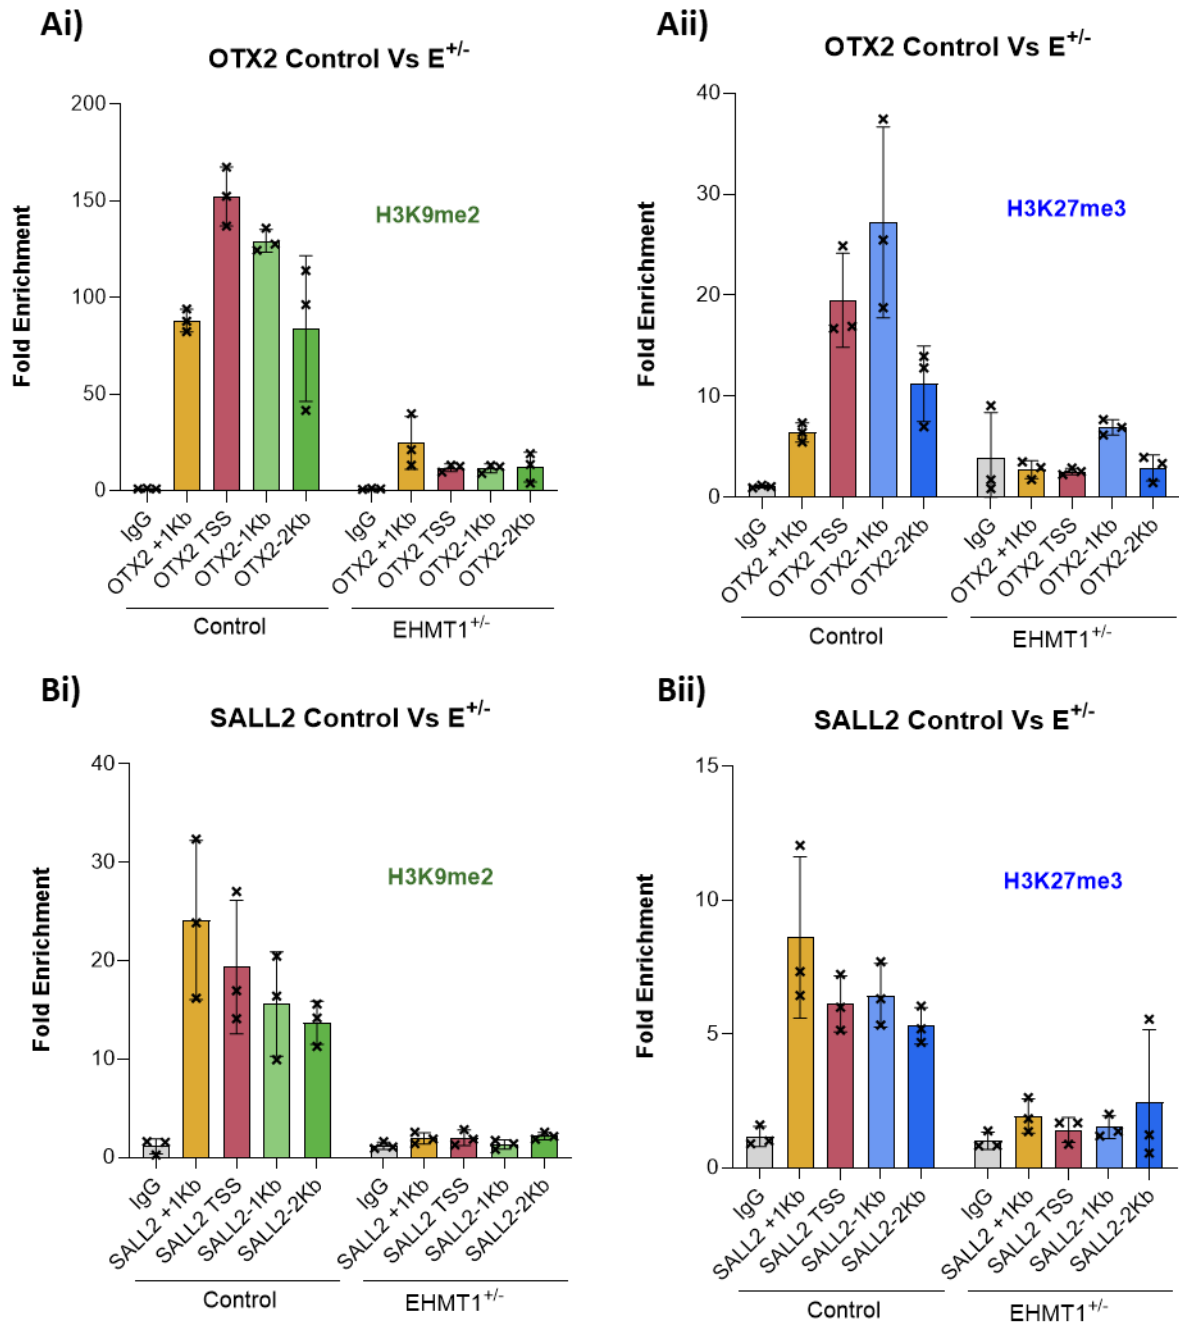 Ai)
OTX2 Control Vs E+/-
Fold Enrichment
200
150
100
50
0
H3K9me2
IgG
OTX2 +1Kb
OTX2 TSS
OTX2-1Kb
OTX2-2Kb
IgG
OTX2 +1Kb
OTX2 TSS
OTX2-1Kb
OTX2-2Kb
Control
EHMT1+/-
Aii)
OTX2 Control Vs E+/-
Fold Enrichment
40
30
20
10
0
H3K27me3
IgG
OTX2 +1Kb
OTX2 TSS
OTX2-1Kb
OTX2-2Kb
IgG
OTX2 +1Kb
OTX2 TSS
OTX2-1Kb
OTX2-2Kb
Control
EHMT1+/-
Bi)
SALL2 Control Vs E+/-
Fold Enrichment
40
30
20
10
0
H3K9me2
IgG
SALL2 +1Kb
SALL2 TSS
SALL2-1Kb
SALL2-2Kb
IgG
SALL2 +1Kb
SALL2 TSS
SALL2-1Kb
SALL2-2Kb
Control
EHMT1+/-
Bii)
SALL2 Control Vs E+/-
Fold Enrichment
15
10
5
0
H3K27me3
IgG
SALL2 +1Kb
SALL2 TSS
SALL2-1Kb
SALL2-2Kb
IgG
SALL2 +1Kb
SALL2 TSS
SALL2-1Kb
SALL2-2Kb
Control
EHMT1+/-